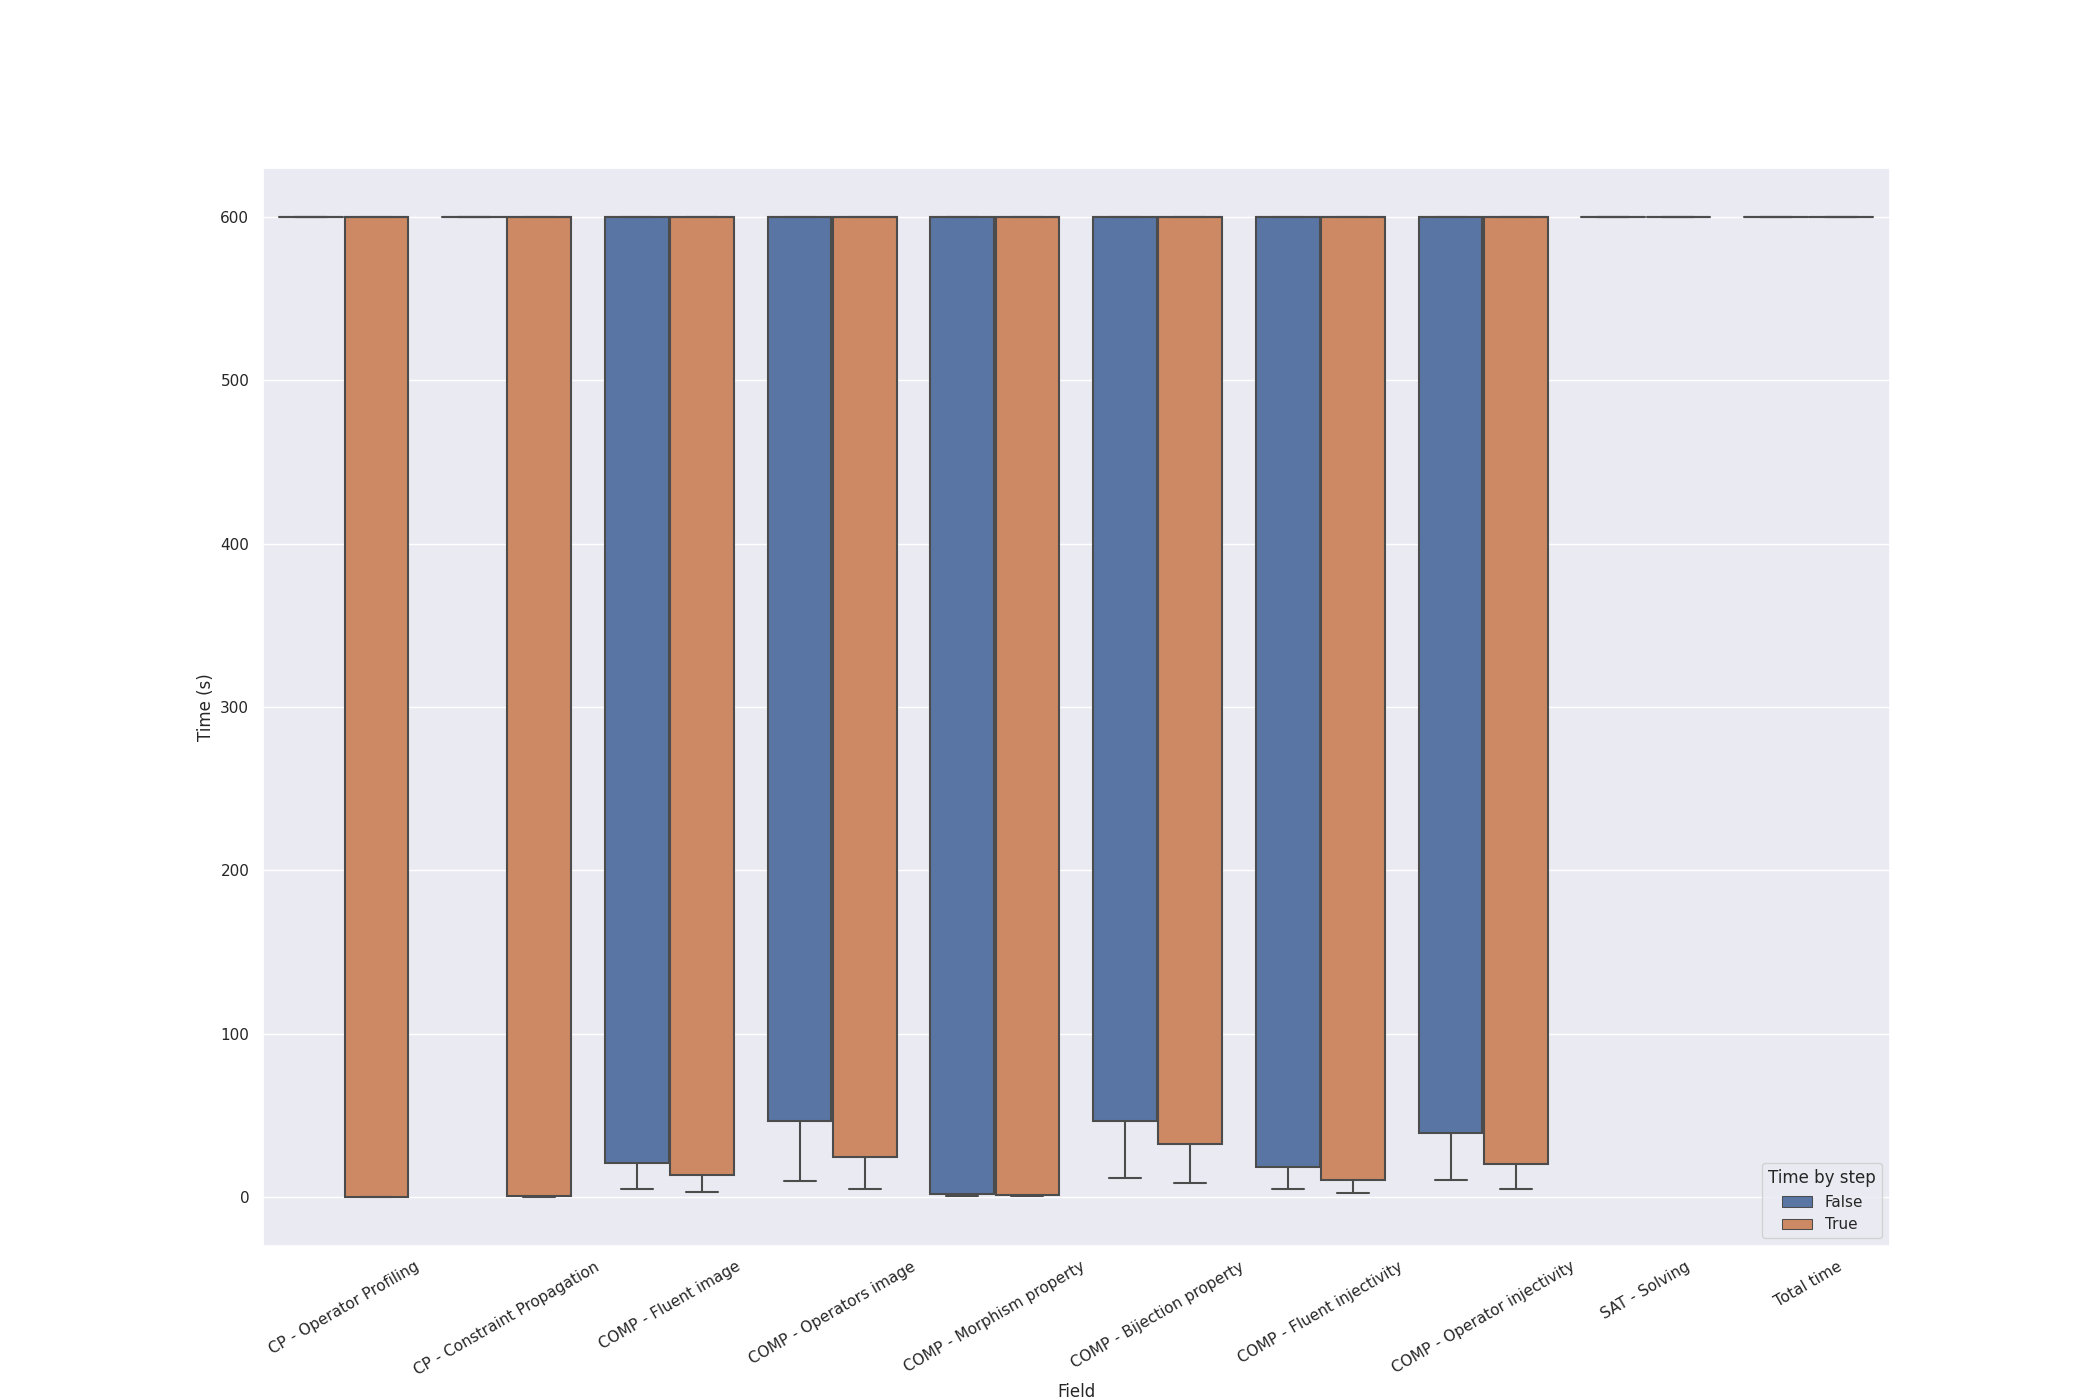 600
500
400
300
200
100
0
Time (s)
CP - Operator Profiling
CP - Constraint Propagation
COMP - Fluent image
COMP - Operators image
COMP - Morphism property
COMP - Bijection property
COMP - Fluent injectivity
COMP - Operator injectivity
SAT - Solving
Total time
Field
Time by step
False
True